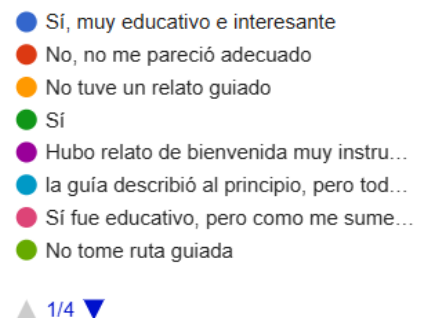 Sí, muy educativo e interesante
No, no me pareció adecuado
No tuve un relato guiado
Sí
Hubo relato de bienvenida muy instru...
la guía describió al principio, pero tod...
Sí fue educativo, pero como me sume...
No tome ruta guiada
1/4